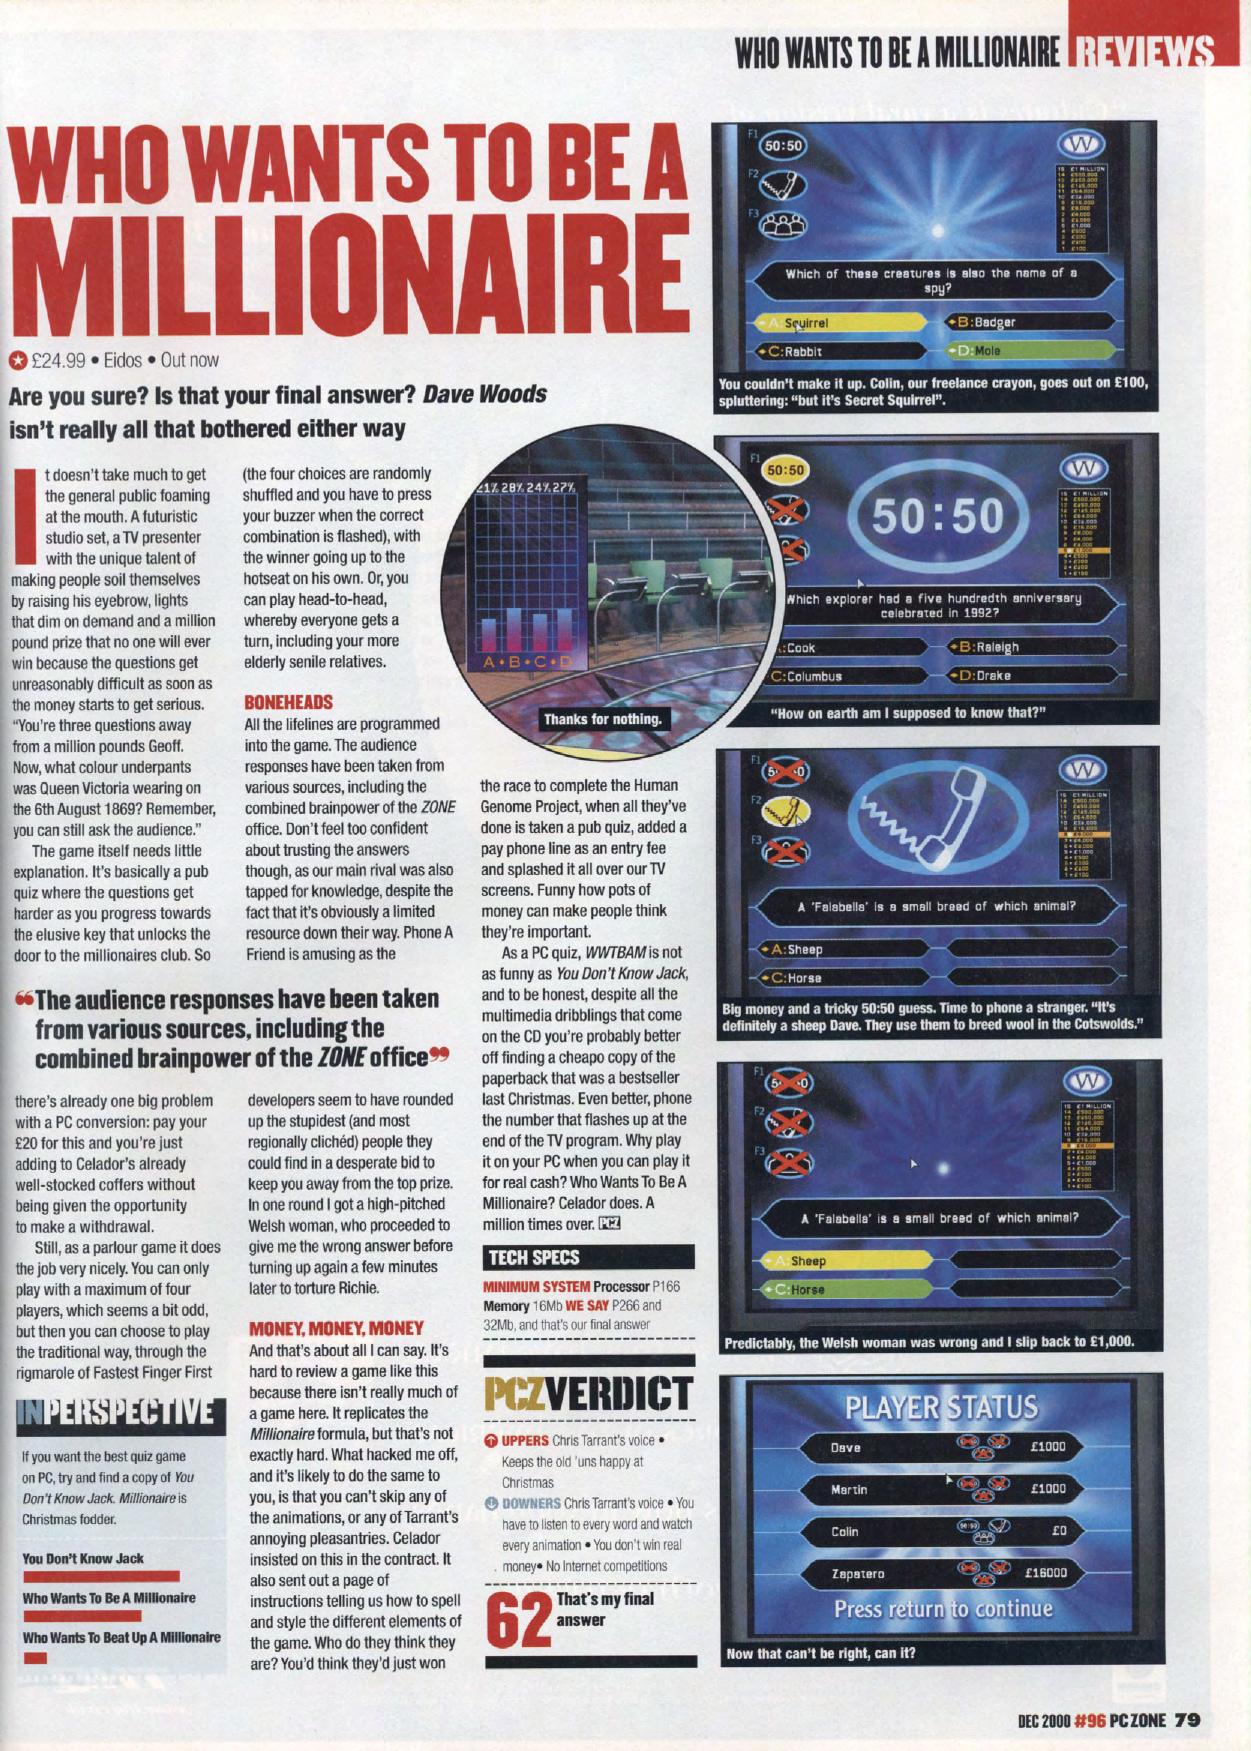 WHO WANTS TO BE A MILLIONAIRE REVIEWS
WHO WANTS TO BE A
MILLIONAIRE
£24.99 • Eidos • Out now
Are you sure? Is that your final answer? Dave Woods
isn't really all that bothered either way
It doesn't take much to get
the general public foaming
at the mouth. A futuristic
studio set, a TV presenter
with the unique talent of
making people soil themselves
by raising his eyebrow, lights
that dim on demand and a million
pound prize that no one will ever
win because the questions get
unreasonably difficult as soon as
the money starts to get serious.
"You're three questions away
from a million pounds Geoff.
Now, what colour underpants
was Queen Victoria wearing on
the 6th August 1869? Remember,
you can still ask the audience."
The game itself needs little
explanation. It's basically a pub
quiz where the questions get
harder as you progress towards
the elusive key that unlocks the
door to the millionaires club. So
"The audience responses have been taken
from various sources, including the
combined brainpower of the ZONE office"
there's already one big problem
with a PC conversion: pay your
£20 for this and you're just
adding to Celador's already
well-stocked coffers without
being given the opportunity
to make a withdrawal.
Still, as a parlour game it does
the job very nicely. You can only
play with a maximum of four
players, which seems a bit odd,
but then you can choose to play
the traditional way, through the
rigmarole of Fastest Finger First
INPERSPECTIVE
If you want the best quiz game
on PC, try and find a copy of You
Don't Know Jack. Millionaire is
Christmas fodder.
You Don't Know Jack
Who Wants To Be A Millionaire
Who Wants To Beat Up A Millionaire
(the four choices are randomly
shuffled and you have to press
your buzzer when the correct
combination is flashed), with
the winner going up to the
hotseat on his own. Or, you
can play head-to-head,
whereby everyone gets a
turn, including your more
elderly senile relatives.
BONEHEADS
All the lifelines are programmed
into the game. The audience
responses have been taken from
various sources, including the
combined brainpower of the ZONE
office. Don't feel too confident
about trusting the answers
though, as our main rival was also
tapped for knowledge, despite the
fact that it's obviously a limited
resource down their way. Phone A
Friend is amusing as the
developers seem to have rounded
up the stupidest (and most
regionally clichéd) people they
could find in a desperate bid to
keep you away from the top prize.
In one round I got a high-pitched
Welsh woman, who proceeded to
give me the wrong answer before
turning up again a few minutes
later to torture Richie.
MONEY, MONEY, MONEY
And that's about all I can say. It's
hard to review a game like this
because there isn't really much of
a game here. It replicates the
Millionaire formula, but that's not
exactly hard. What hacked me off,
and it's likely to do the same to
you, is that you can't skip any of
the animations, or any of Tarrant's
annoying pleasantries. Celador
insisted on this in the contract. It
also sent out a page of
instructions telling us how to spell
and style the different elements of
the game. Who do they think they
are? You'd think they'd just won
21% 28% 24% 27%
A • B • C • D
Thanks for nothing.
the race to complete the Human
Genome Project, when all they've
done is taken a pub quiz, added a
pay phone line as an entry fee
and splashed it all over our TV
screens. Funny how pots of
money can make people think
they're important.
As a PC quiz, WWTBAM is not
as funny as You Don't Know Jack,
and to be honest, despite all the
multimedia dribblings that come
on the CD you're probably better
off finding a cheapo copy of the
paperback that was a bestseller
last Christmas. Even better, phone
the number that flashes up at the
end of the TV program. Why play
it on your PC when you can play it
for real cash? Who Wants To Be A
Millionaire? Celador does. A
million times over. PCZ
TECH SPECS
MINIMUM SYSTEM Processor P166
Memory 16Mb WE SAY P266 and
32Mb, and that's our final answer
PCZVERDICT
UPPERS Chris Tarrant's voice •
Keeps the old 'uns happy at
Christmas
DOWNERS Chris Tarrant's voice • You
have to listen to every word and watch
every animation • You don't win real
money • No Internet competitions
62 That's my final
answer
F1 50:50
W
F2
F3
Which of these creatures is also the name of a
spy?
A: Squirrel
B: Badger
C: Rabbit
D: Mole
You couldn't make it up. Colin, our freelance crayon, goes out on £100,
spluttering: "but it's Secret Squirrel".
F1 50:50
W
50:50
Which explorer had a five hundredth anniversary
celebrated in 1992?
:Cook
B: Raleigh
C: Columbus
D: Drake
"How on earth am I supposed to know that?"
F1
F2
F3
W
A 'Falabella' is a small breed of which animal?
A: Sheep
C: Horse
Big money and a tricky 50:50 guess. Time to phone a stranger. "It's
definitely a sheep Dave. They use them to breed wool in the Cotswolds."
F1
F2
F3
W
A 'Falabella' is a small breed of which animal?
A: Sheep
C: Horse
Predictably, the Welsh woman was wrong and I slip back to £1,000.
PLAYER STATUS
Dave £1000
Martin £1000
Colin 50:50 £0
Zapatero £16000
Press return to continue
Now that can't be right, can it?
DEC 2000 #96 PC ZONE 79